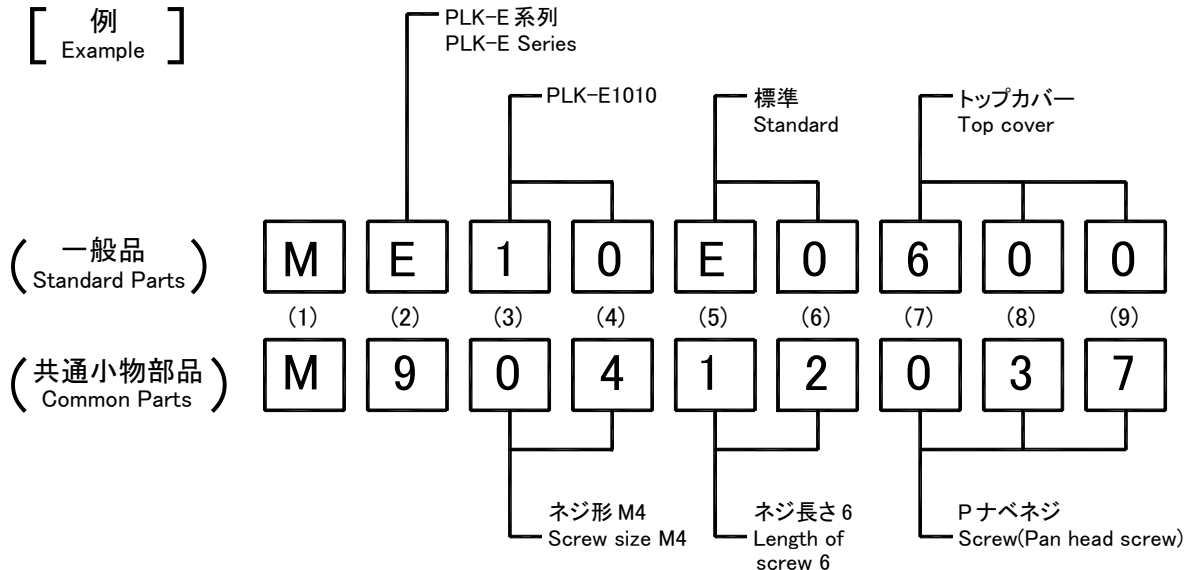 例
Example
PLK-E 系列
PLK-E Series
PLK-E1010
標準
Standard
トップカバー
Top cover
一般品
Standard Parts
M E 1 0 E 0 6 0 0
(1) (2) (3) (4) (5) (6) (7) (8) (9)
共通小物部品
Common Parts
M 9 0 4 1 2 0 3 7
ネジ形 M4
Screw size M4
ネジ長さ 6
Length of
screw 6
P ナベネジ
Screw(Pan head screw)